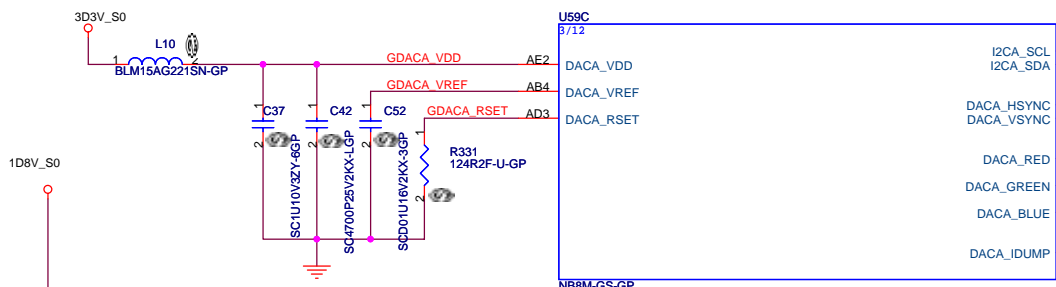 3D3V_S0
U59C
3/12
L10
1
2
BLM15AG221SN-GP
GDACA_VDD
AE2
DACA_VDD
I2CA_SCL
I2CA_SDA
GDACA_VREF
AB4
DACA_VREF
GDACA_RSET
AD3
DACA_RSET
DACA_HSYNC
DACA_VSYNC
1
C37
2
SC1U10V3ZY-6GP
1
C42
2
SC4700P25V2KX-LGP
1
C52
2
SCD01U16V2KX-3GP
1
R331
124R2F-U-GP
2
1D8V_S0
DACA_RED
DACA_GREEN
DACA_BLUE
DACA_IDUMP
NB8M-GS-GP